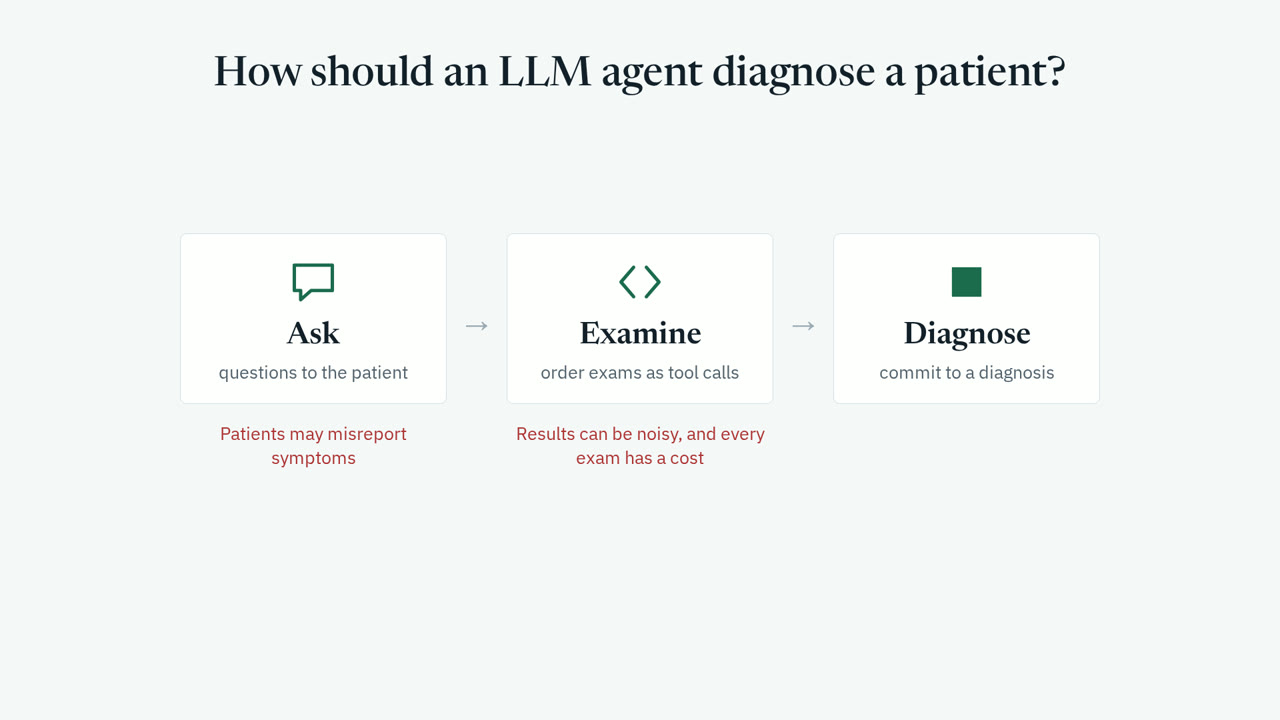 How should an LLM agent diagnose a patient?
Ask
questions to the patient
Patients may misreport
symptoms
→
Examine
order exams as tool calls
Results can be noisy, and every
exam has a cost
→
Diagnose
commit to a diagnosis